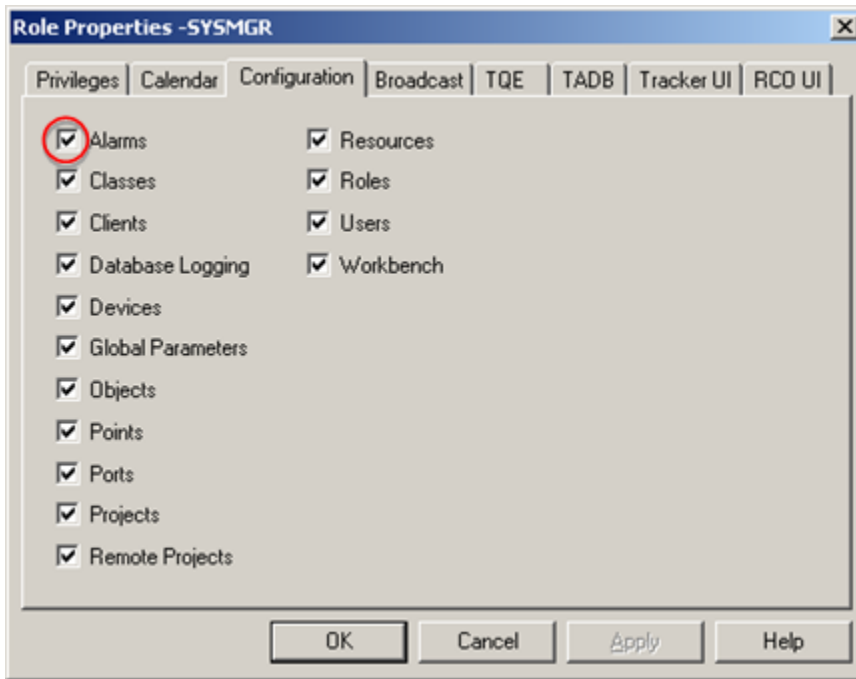 Role Properties -SYSMGR
Privileges Calendar Configuration Broadcast TQE TADB Tracker UI RCO UI
Alarms Resources
Classes Roles
Clients Users
Database Logging Workbench
Devices
Global Parameters
Objects
Points
Ports
Projects
Remote Projects
OK Cancel Apply Help